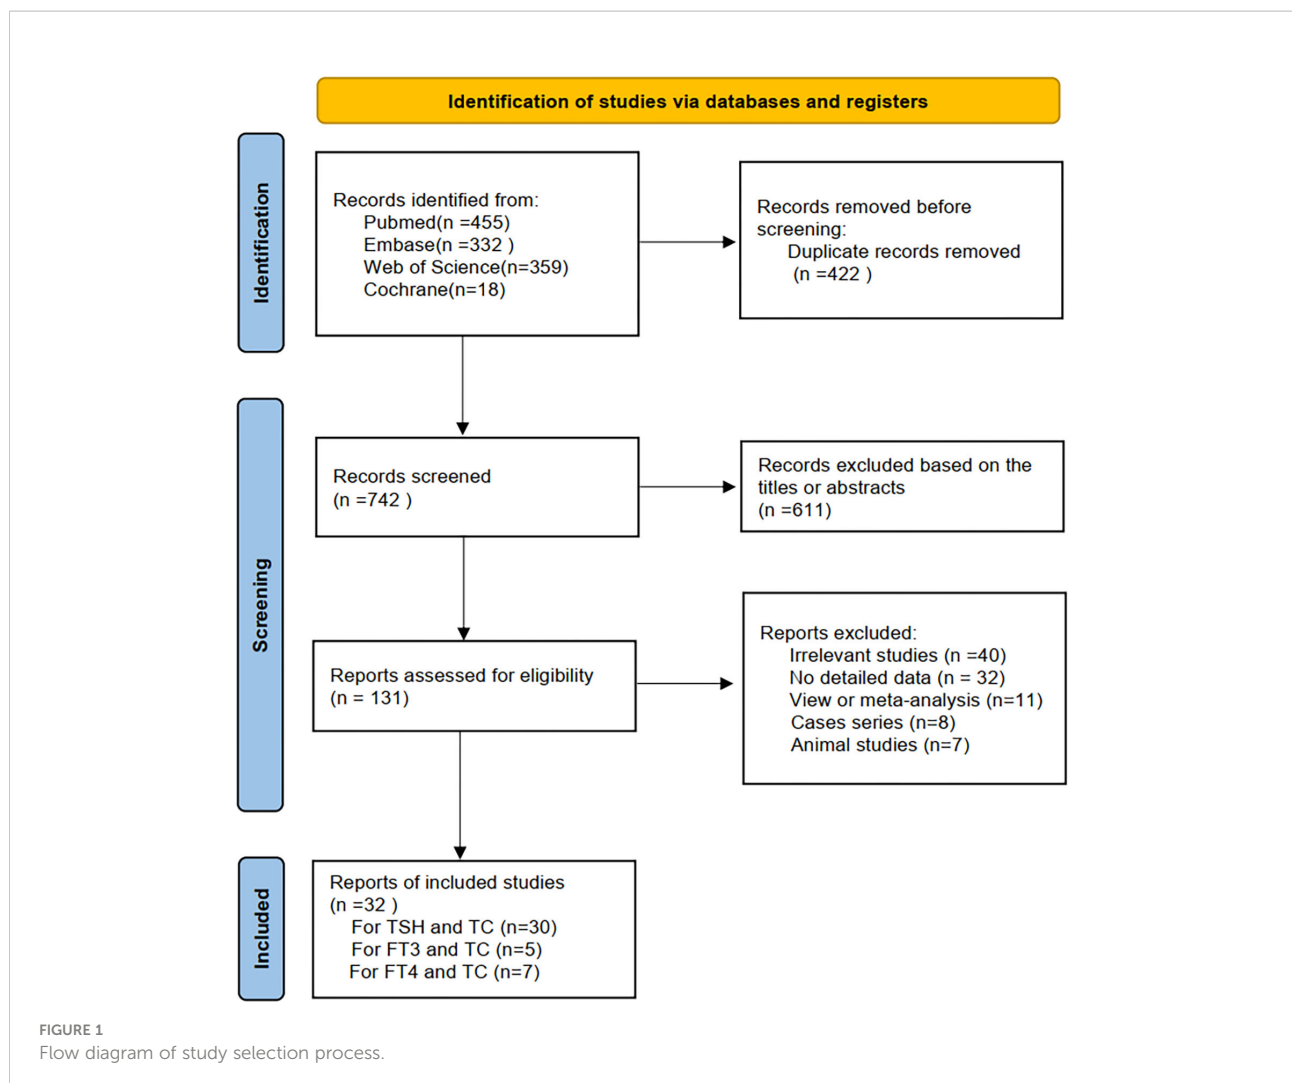 Identification of studies via databases and registers
Identification
Records identified from:
Pubmed(n =455)
Embase(n =332 )
Web of Science(n=359)
Cochrane(n=18)
Records removed before
screening:
Duplicate records removed
(n =422 )
Screening
Records screened
(n =742 )
Records excluded based on the
titles or abstracts
(n =611)
Reports assessed for eligibility
(n = 131)
Reports excluded:
Irrelevant studies (n =40)
No detailed data (n = 32)
View or meta-analysis (n=11)
Cases series (n=8)
Animal studies (n=7)
Included
Reports of included studies
(n =32 )
For TSH and TC (n=30)
For FT3 and TC (n=5)
For FT4 and TC (n=7)
FIGURE 1
Flow diagram of study selection process.